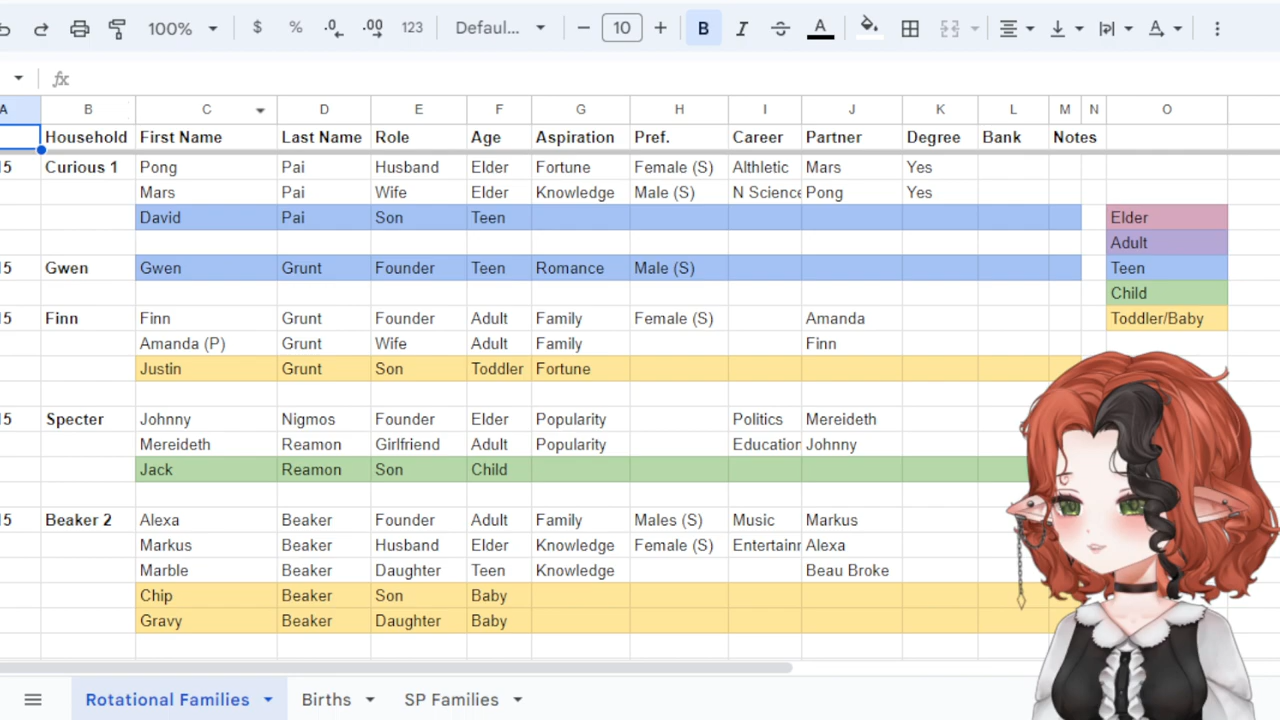 100% $ % .0 .00 123 Defaul... 10 B I A A
fx
A B C D E F G H I J K L M N O
Household First Name Last Name Role Age Aspiration Pref. Career Partner Degree Bank Notes
15 Curious 1 Pong Pai Husband Elder Fortune Female (S) Althletic Mars Yes
Mars Pai Wife Elder Knowledge Male (S) N Science Pong Yes
David Pai Son Teen Elder
Adult
15 Gwen Gwen Grunt Founder Teen Romance Male (S) Teen
Child
15 Finn Finn Grunt Founder Adult Family Female (S) Amanda Toddler/Baby
Amanda (P) Grunt Wife Adult Family Finn
Justin Grunt Son Toddler Fortune
15 Specter Johnny Nigmos Founder Elder Popularity Politics Mereideth
Mereideth Reamon Girlfriend Adult Popularity Education Johnny
Jack Reamon Son Child
15 Beaker 2 Alexa Beaker Founder Adult Family Males (S) Music Markus
Markus Beaker Husband Elder Knowledge Female (S) Entertainr Alexa
Marble Beaker Daughter Teen Knowledge Beau Broke
Chip Beaker Son Baby
Gravy Beaker Daughter Baby
Rotational Families Births SP Families